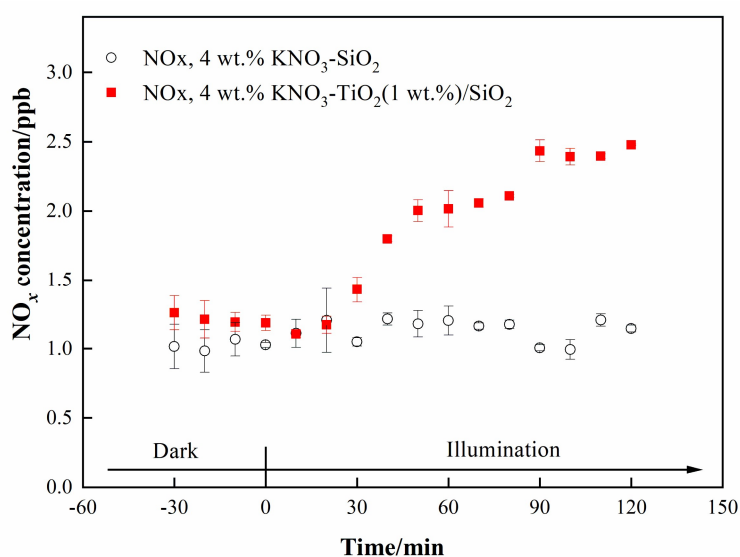 NOx, 4 wt.% KNO₃-SiO₂
NOx, 4 wt.% KNO₃-TiO₂(1 wt.%)/SiO₂
NOₓ concentration/ppb
3.0
2.5
2.0
1.5
1.0
0.5
0.0
Dark
Illumination
-60 -30 0 30 60 90 120 150
Time/min